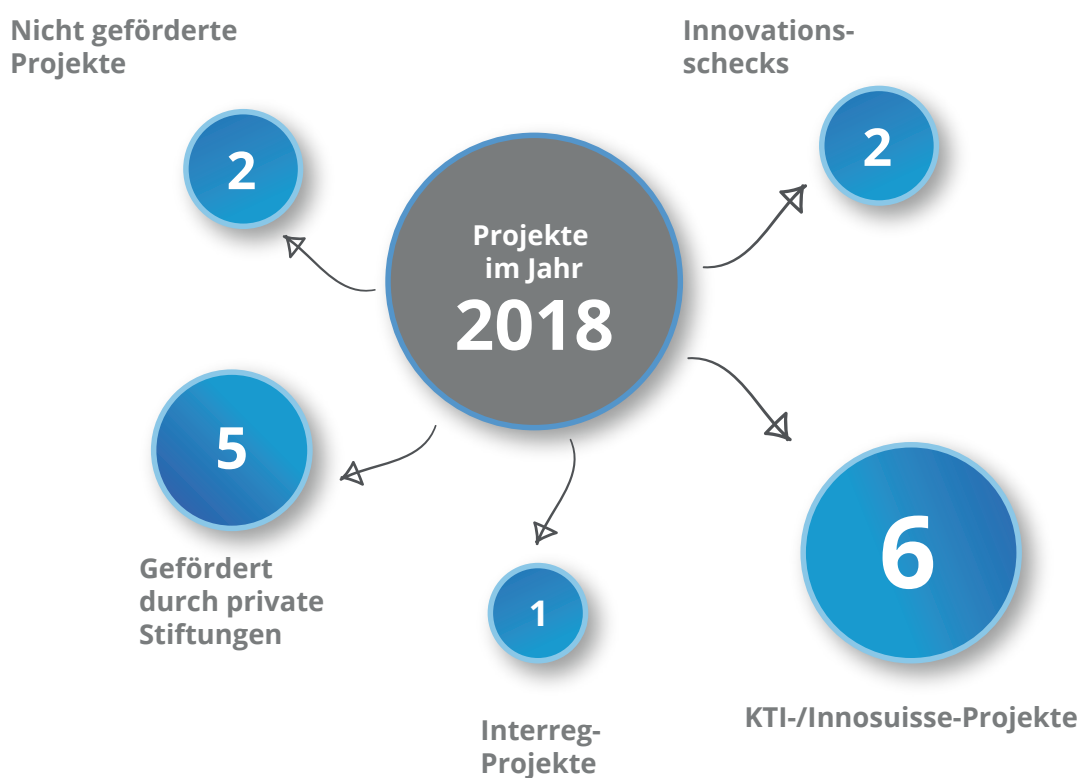 Nicht geförderte
Projekte
2
Innovations-
schecks
2
Projekte
im Jahr
2018
5
Gefördert
durch private
Stiftungen
1
Interreg-
Projekte
6
KTI-/Innosuisse-Projekte